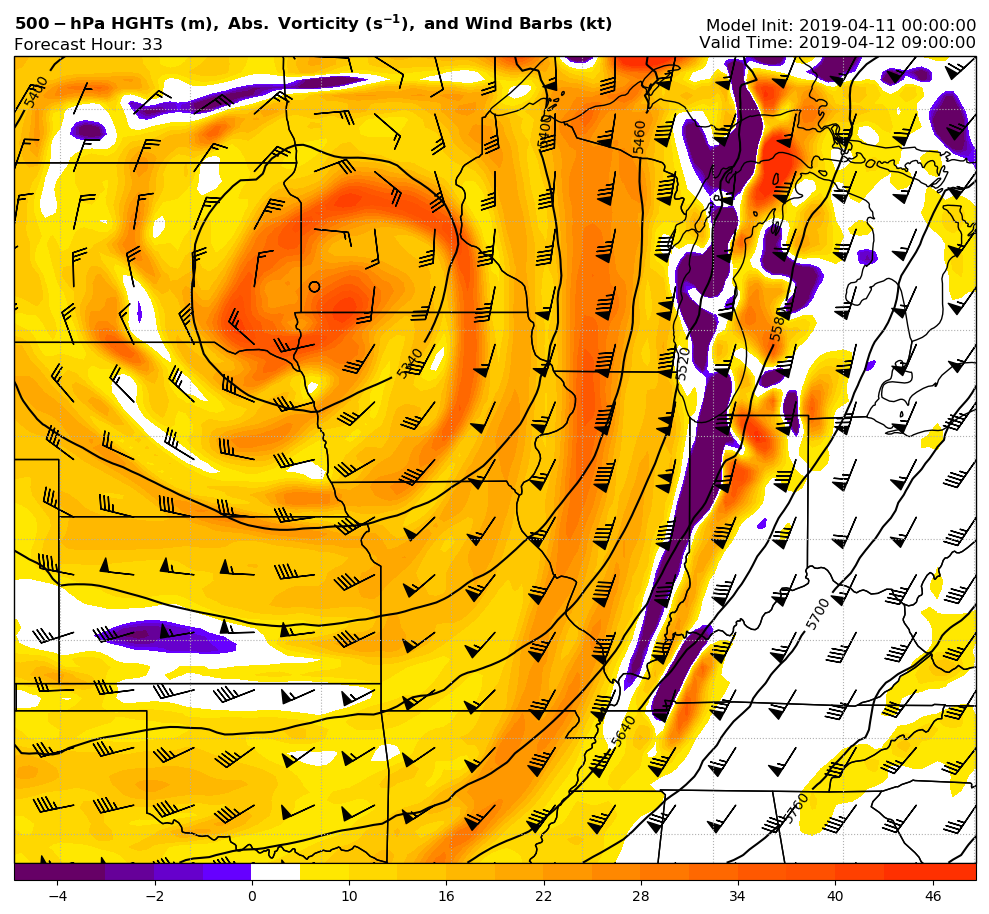 500-hPa HGHTs (m), Abs. Vorticity (s⁻¹), and Wind Barbs (kt)
Model Init: 2019-04-11 00:00:00
Forecast Hour: 33
Valid Time: 2019-04-12 09:00:00
5400
5400
5460
5580
5520
5340
5700
5640
5760
−4 −2 0 10 16 22 28 34 40 46